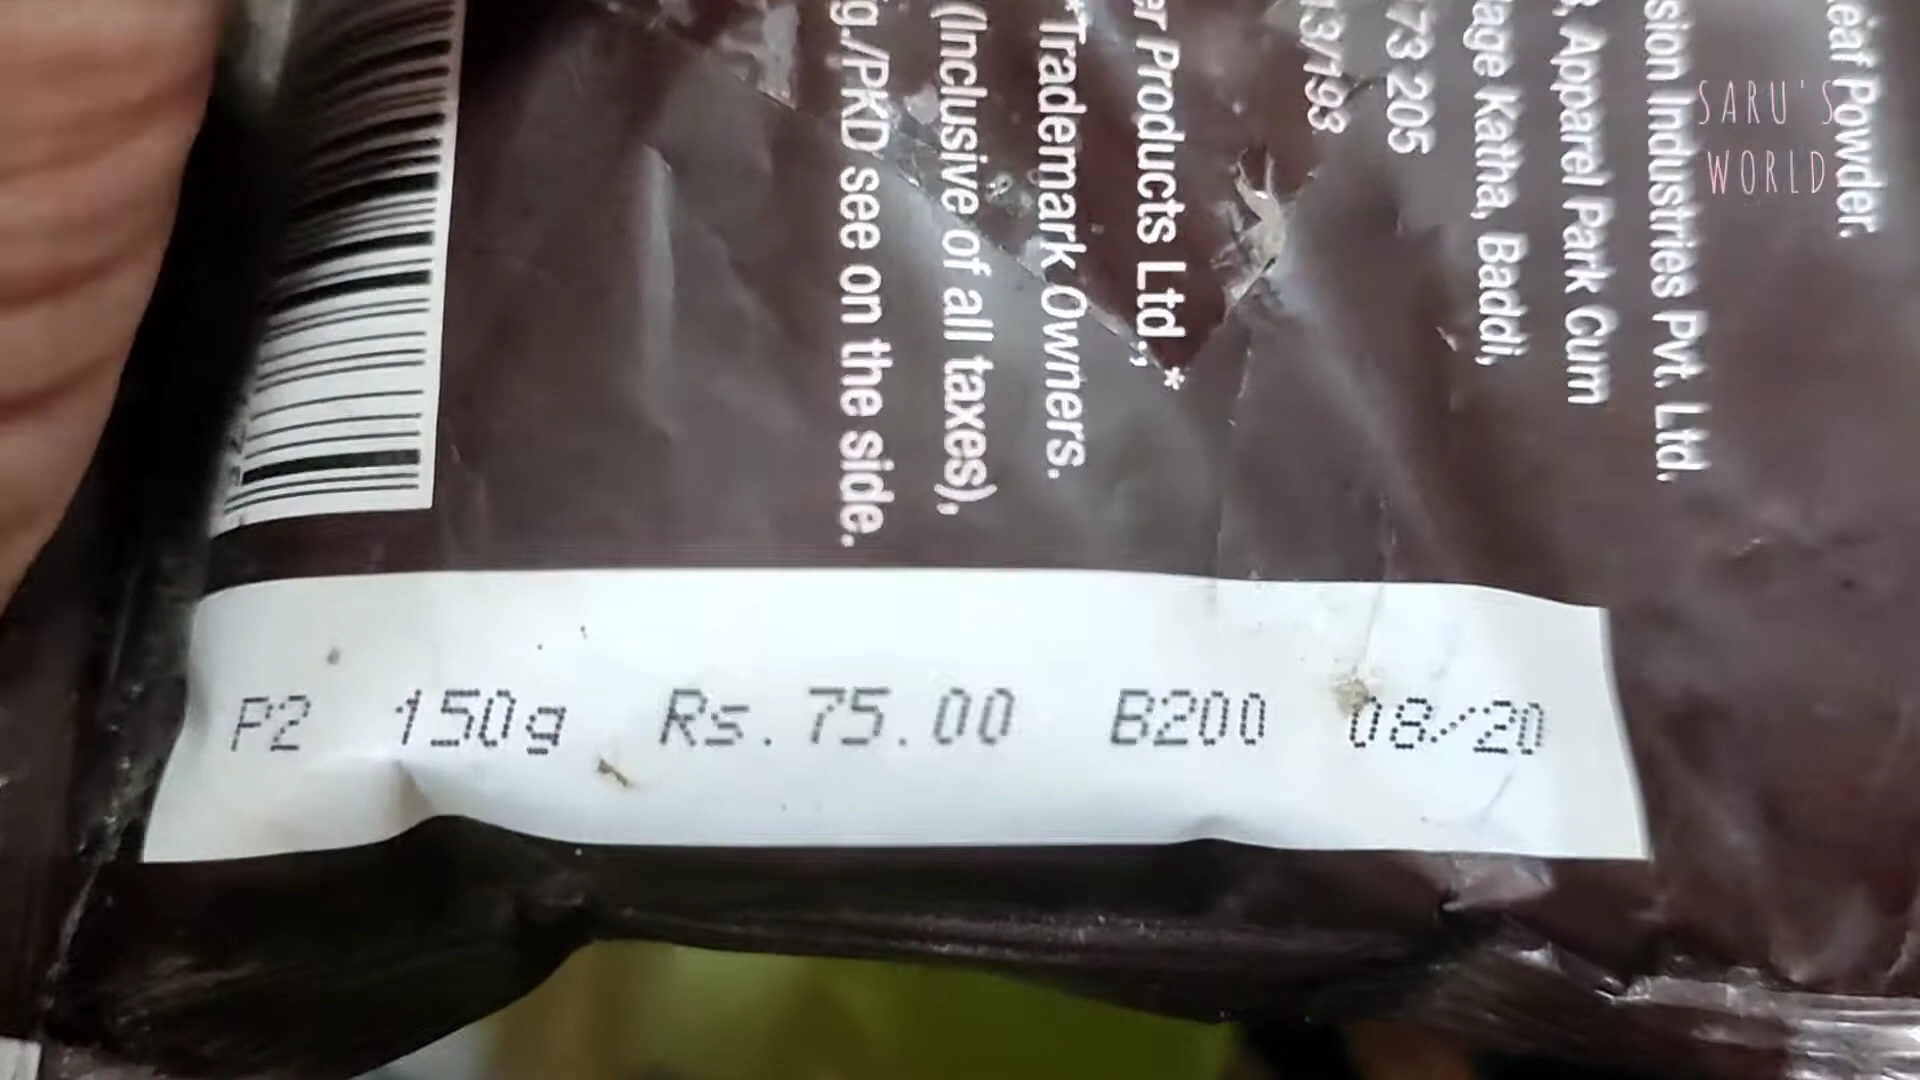 eaf Powder.
sion Industries Pvt. Ltd.
, Apparel Park Cum
lage Katha, Baddi,
73 205
13/193
er Products Ltd., *
*Trademark Owners.
(Inclusive of all taxes),
g./PKD see on the side.
P2 150g Rs.75.00 B200 08/20
SARU'S
WORLD